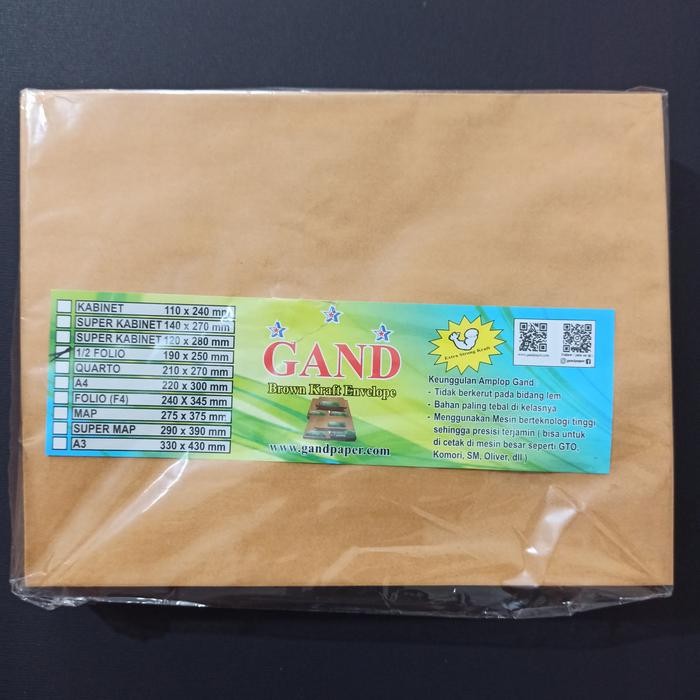 KABINET 110 x 240 mm
SUPER KABINET 140 x 270 mm
SUPER KABINET 120 x 280 mm
1/2 FOLIO 190 x 250 mm
QUARTO 210 x 270 mm
A4 220 x 300 mm
FOLIO (F4) 240 X 345 mm
MAP 275 x 375 mm
SUPER MAP 290 x 390 mm
A3 330 x 430 mm
GAND
Brown Kraft Envelope
www.gandpaper.com
Extra Strong Kraft
Keunggulan Amplop Gand
- Tidak berkerut pada bidang lem
- Bahan paling tebal di kelasnya
- Menggunakan Mesin berteknologi tinggi
sehingga presisi terjamin ( bisa untuk
di cetak di mesin besar seperti GTO,
Komori, SM, Oliver, dll )